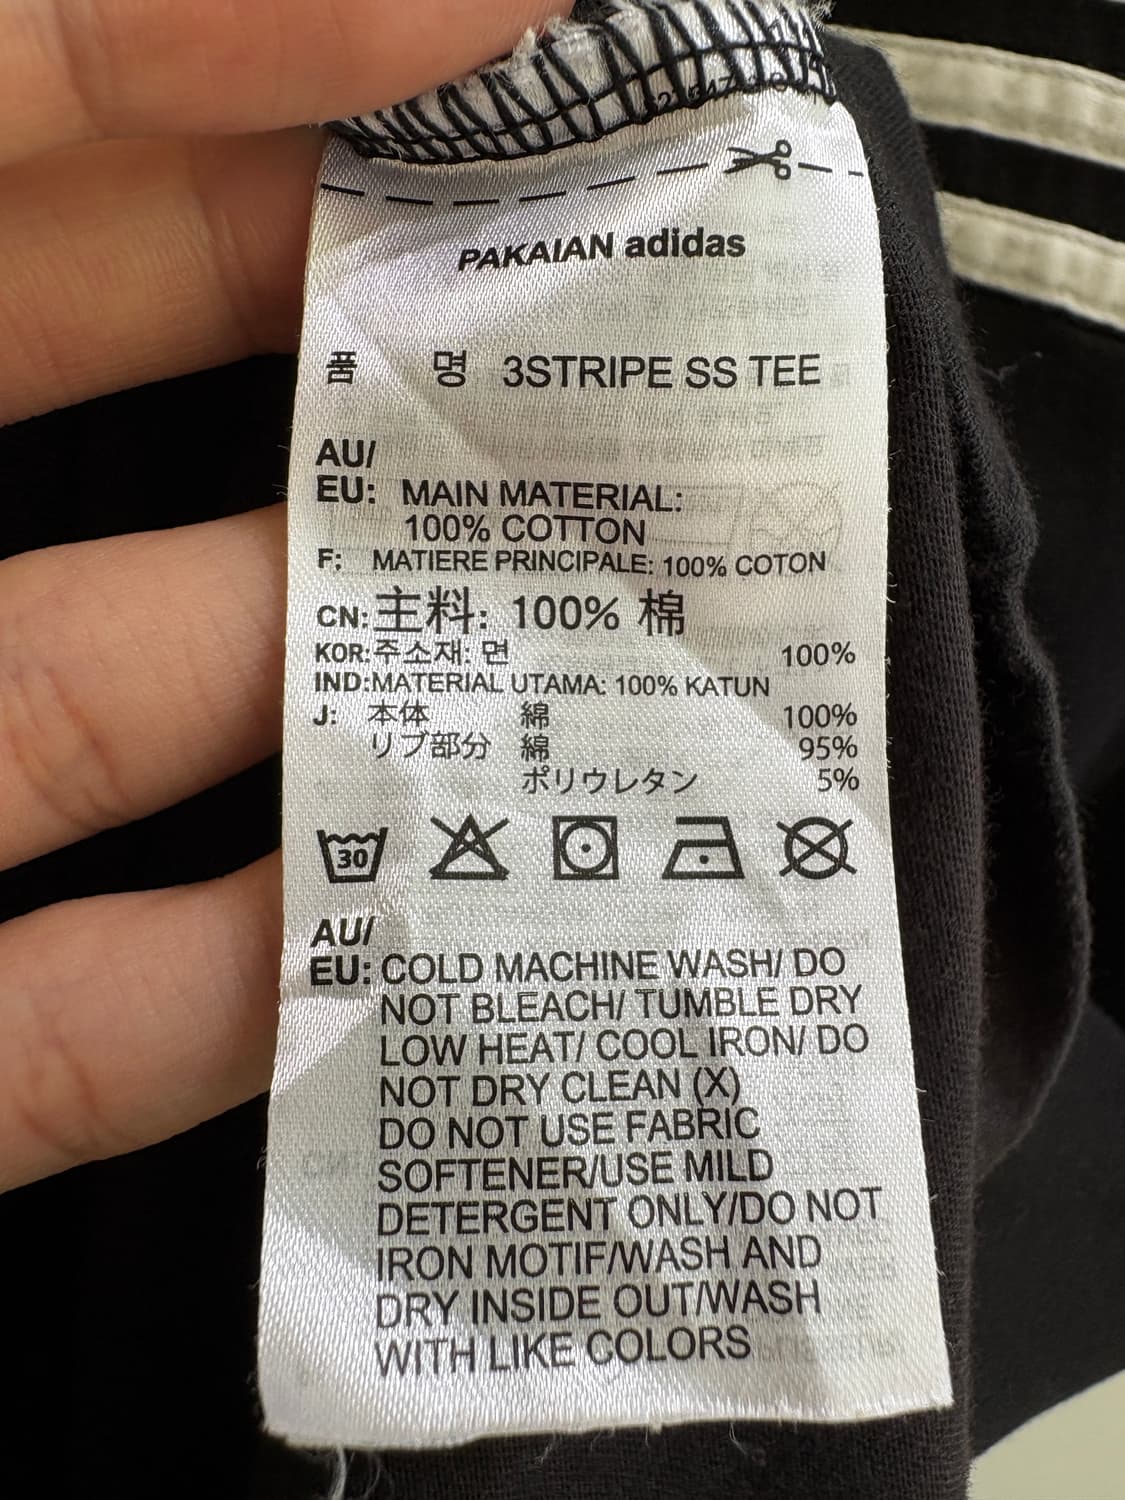 PAKAIAN adidas
품 명 3STRIPE SS TEE
AU/
EU: MAIN MATERIAL:
100% COTTON
F: MATIERE PRINCIPALE: 100% COTON
CN: 主料: 100% 棉
KOR: 주소재: 면 100%
IND: MATERIAL UTAMA: 100% KATUN
J: 本体 綿 100%
リブ部分 綿 95%
ポリウレタン 5%
30
AU/
EU: COLD MACHINE WASH/ DO
NOT BLEACH/ TUMBLE DRY
LOW HEAT/ COOL IRON/ DO
NOT DRY CLEAN (X)
DO NOT USE FABRIC
SOFTENER/USE MILD
DETERGENT ONLY/DO NOT
IRON MOTIF/WASH AND
DRY INSIDE OUT/WASH
WITH LIKE COLORS